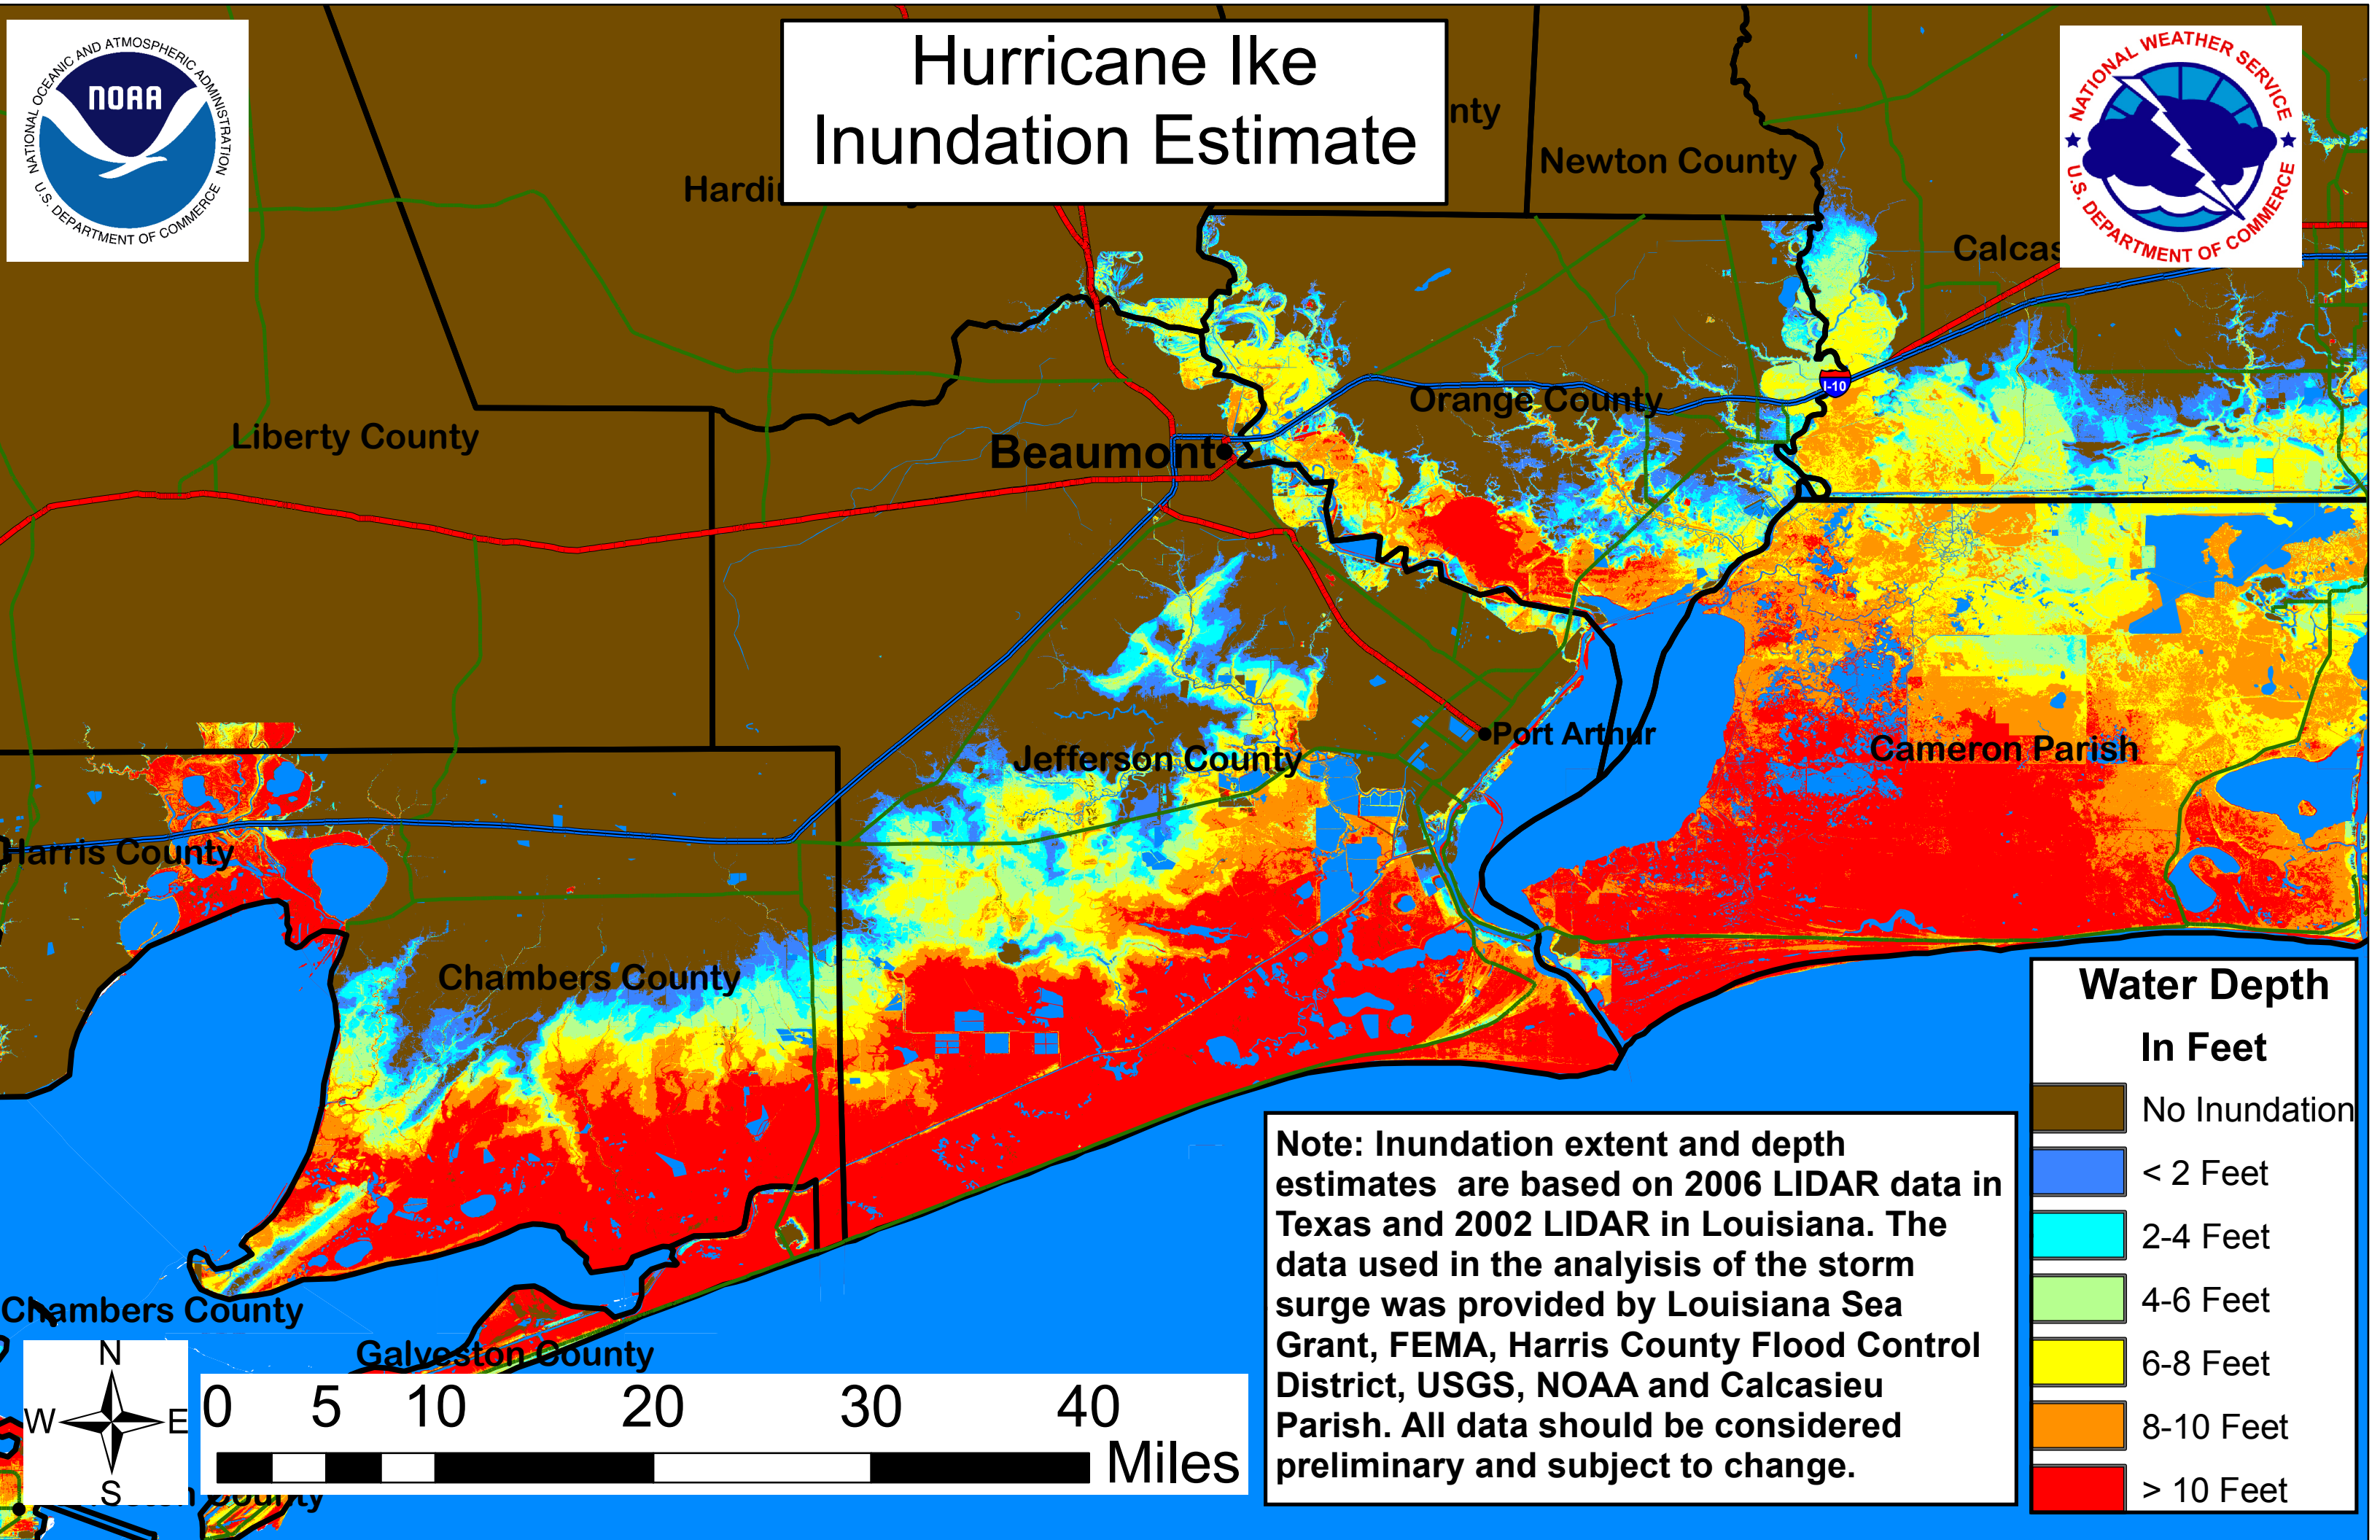 Hurricane Ike
Inundation Estimate
NATIONAL OCEANIC AND ATMOSPHERIC ADMINISTRATION
NOAA
U.S. DEPARTMENT OF COMMERCE
NATIONAL WEATHER SERVICE
U.S. DEPARTMENT OF COMMERCE
nty
Newton County
Hardi
Calcas
I-10
Orange County
Liberty County
Beaumont
Port Arthur
Jefferson County
Cameron Parish
Harris County
Chambers County
Chambers County
Galveston County
N
W E
S
County
0 5 10 20 30 40
Miles
Note: Inundation extent and depth
estimates are based on 2006 LIDAR data in
Texas and 2002 LIDAR in Louisiana. The
data used in the analyisis of the storm
surge was provided by Louisiana Sea
Grant, FEMA, Harris County Flood Control
District, USGS, NOAA and Calcasieu
Parish. All data should be considered
preliminary and subject to change.
Water Depth
In Feet
No Inundation
< 2 Feet
2-4 Feet
4-6 Feet
6-8 Feet
8-10 Feet
> 10 Feet